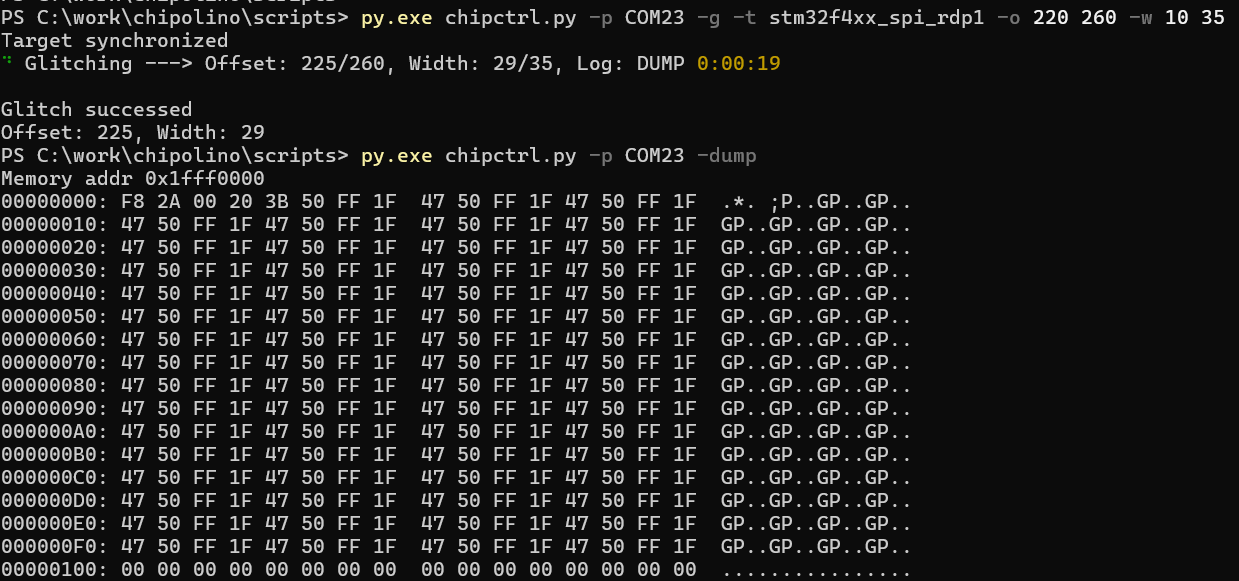 PS C:\work\chipolino\scripts> py.exe chipctrl.py -p COM23 -g -t stm32f4xx_spi_rdp1 -o 220 260 -w 10 35
Target synchronized
Glitching ---> Offset: 225/260, Width: 29/35, Log: DUMP 0:00:19
Glitch successed
Offset: 225, Width: 29
PS C:\work\chipolino\scripts> py.exe chipctrl.py -p COM23 -dump
Memory addr 0x1fff0000
00000000: F8 2A 00 20 3B 50 FF 1F  47 50 FF 1F 47 50 FF 1F  .*. ;P..GP..GP..
00000010: 47 50 FF 1F 47 50 FF 1F  47 50 FF 1F 47 50 FF 1F  GP..GP..GP..GP..
00000020: 47 50 FF 1F 47 50 FF 1F  47 50 FF 1F 47 50 FF 1F  GP..GP..GP..GP..
00000030: 47 50 FF 1F 47 50 FF 1F  47 50 FF 1F 47 50 FF 1F  GP..GP..GP..GP..
00000040: 47 50 FF 1F 47 50 FF 1F  47 50 FF 1F 47 50 FF 1F  GP..GP..GP..GP..
00000050: 47 50 FF 1F 47 50 FF 1F  47 50 FF 1F 47 50 FF 1F  GP..GP..GP..GP..
00000060: 47 50 FF 1F 47 50 FF 1F  47 50 FF 1F 47 50 FF 1F  GP..GP..GP..GP..
00000070: 47 50 FF 1F 47 50 FF 1F  47 50 FF 1F 47 50 FF 1F  GP..GP..GP..GP..
00000080: 47 50 FF 1F 47 50 FF 1F  47 50 FF 1F 47 50 FF 1F  GP..GP..GP..GP..
00000090: 47 50 FF 1F 47 50 FF 1F  47 50 FF 1F 47 50 FF 1F  GP..GP..GP..GP..
000000A0: 47 50 FF 1F 47 50 FF 1F  47 50 FF 1F 47 50 FF 1F  GP..GP..GP..GP..
000000B0: 47 50 FF 1F 47 50 FF 1F  47 50 FF 1F 47 50 FF 1F  GP..GP..GP..GP..
000000C0: 47 50 FF 1F 47 50 FF 1F  47 50 FF 1F 47 50 FF 1F  GP..GP..GP..GP..
000000D0: 47 50 FF 1F 47 50 FF 1F  47 50 FF 1F 47 50 FF 1F  GP..GP..GP..GP..
000000E0: 47 50 FF 1F 47 50 FF 1F  47 50 FF 1F 47 50 FF 1F  GP..GP..GP..GP..
000000F0: 47 50 FF 1F 47 50 FF 1F  47 50 FF 1F 47 50 FF 1F  GP..GP..GP..GP..
00000100: 00 00 00 00 00 00 00 00  00 00 00 00 00 00 00 00  ................